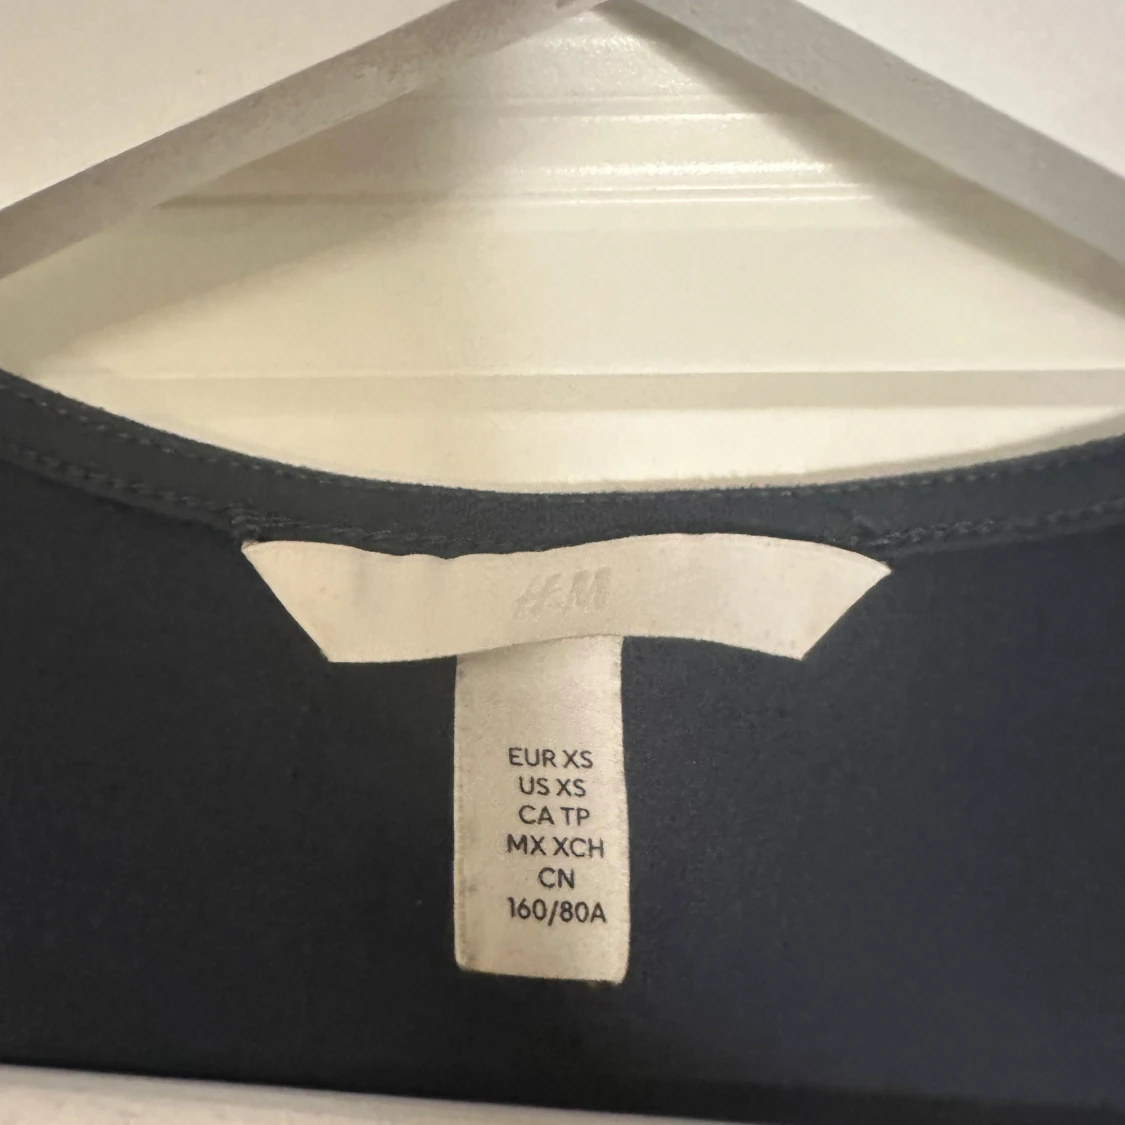 H&M
EUR XS
US XS
CA TP
MX XCH
CN
160/80A